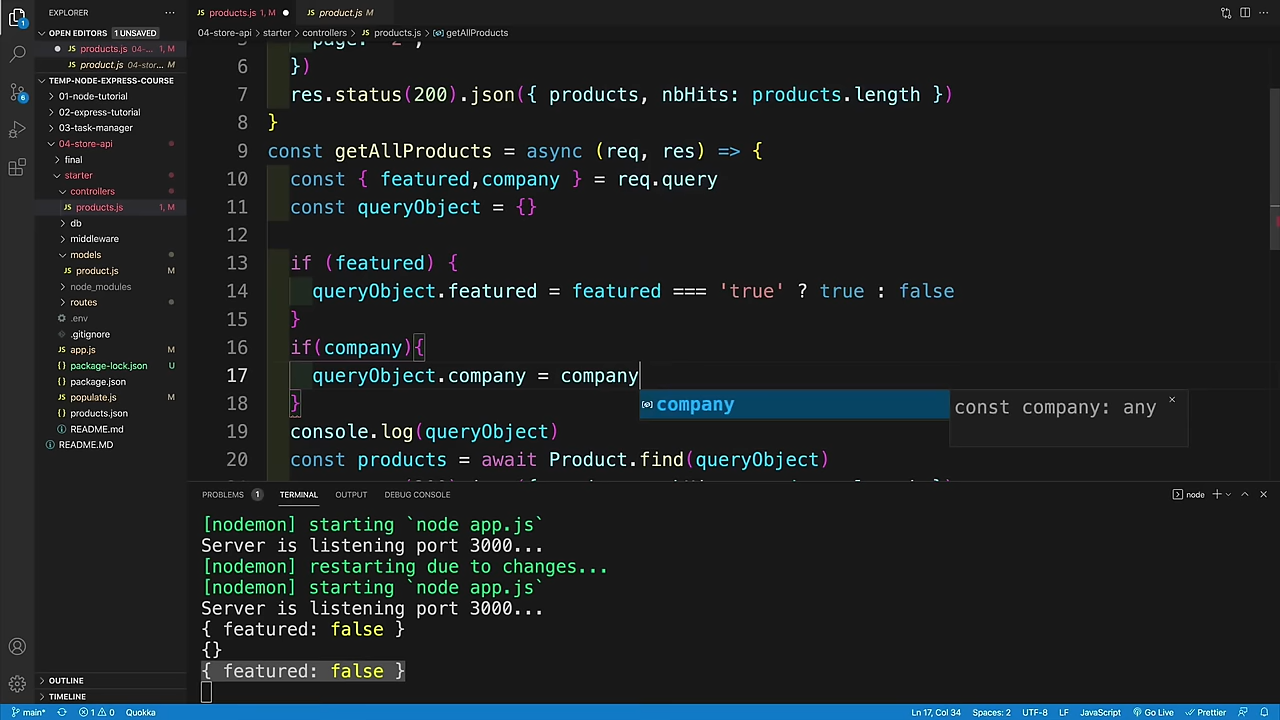 EXPLORER
OPEN EDITORS 1 UNSAVED
products.js 04-... 1, M
product.js 04-stor... M
TEMP-NODE-EXPRESS-COURSE
01-node-tutorial
02-express-tutorial
03-task-manager
04-store-api
final
starter
controllers
products.js 1, M
db
middleware
models
product.js M
node_modules
routes
.env
.gitignore
app.js M
package-lock.json U
package.json
populate.js M
products.json
README.md
README.MD
OUTLINE
TIMELINE
products.js 1, M
product.js M
04-store-api > starter > controllers > products.js > getAllProducts
6 })
7 res.status(200).json({ products, nbHits: products.length })
8 }
9 const getAllProducts = async (req, res) => {
10 const { featured,company } = req.query
11 const queryObject = {}
12
13 if (featured) {
14 queryObject.featured = featured === 'true' ? true : false
15 }
16 if(company){
17 queryObject.company = company
18 }
company
const company: any
19 console.log(queryObject)
20 const products = await Product.find(queryObject)
PROBLEMS 1 TERMINAL OUTPUT DEBUG CONSOLE
node
[nodemon] starting `node app.js`
Server is listening port 3000...
[nodemon] restarting due to changes...
[nodemon] starting `node app.js`
Server is listening port 3000...
{ featured: false }
{}
{ featured: false }
main* 1 0 Quokka
Ln 17, Col 34 Spaces: 2 UTF-8 LF JavaScript Go Live Prettier